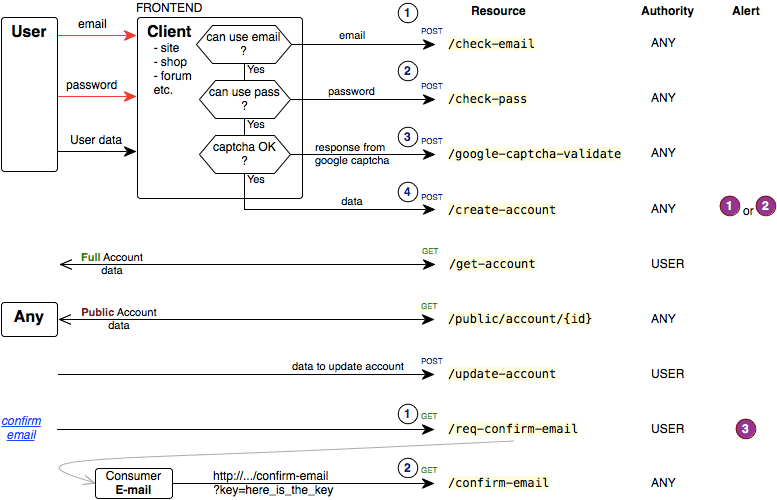 FRONTEND
Resource
Authority
Alert
User
email
Client
- site
- shop
- forum
etc.
can use email
?
email
1
POST
/check-email
ANY
Yes
password
can use pass
?
password
2
POST
/check-pass
ANY
Yes
User data
captcha OK
?
response from
google captcha
3
POST
/google-captcha-validate
ANY
Yes
data
4
POST
/create-account
ANY
1 or 2
Full Account
data
GET
/get-account
USER
Any
Public Account
data
GET
/public/account/{id}
ANY
data to update account
POST
/update-account
USER
confirm
email
1
GET
/req-confirm-email
USER
3
Consumer
E-mail
http://.../confirm-email
?key=here_is_the_key
2
GET
/confirm-email
ANY